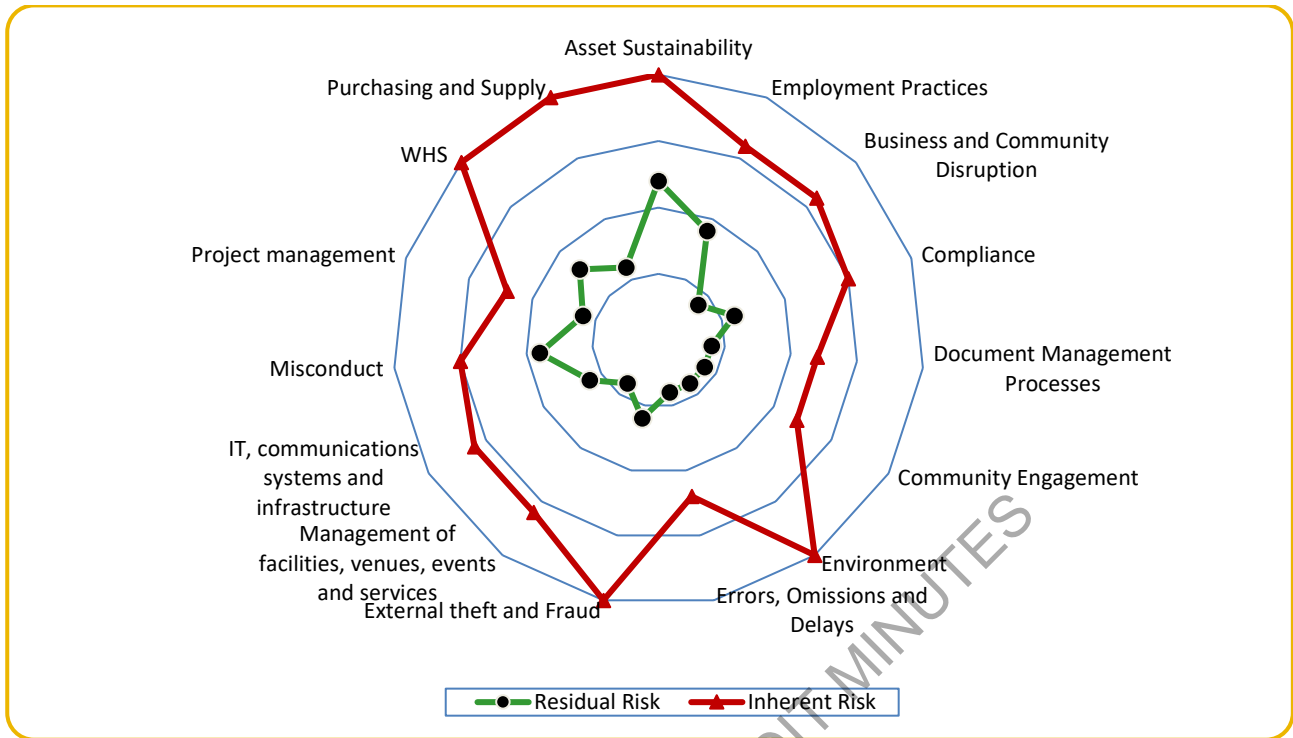 Asset Sustainability
Purchasing and Supply
Employment Practices
WHS
Business and Community
Disruption
Project management
Compliance
Misconduct
Document Management
Processes
IT, communications
systems and
infrastructure
Community Engagement
Management of
facilities, venues, events
and services
Environment
External theft and Fraud
Errors, Omissions and
Delays
MINUTES
Residual Risk
Inherent Risk